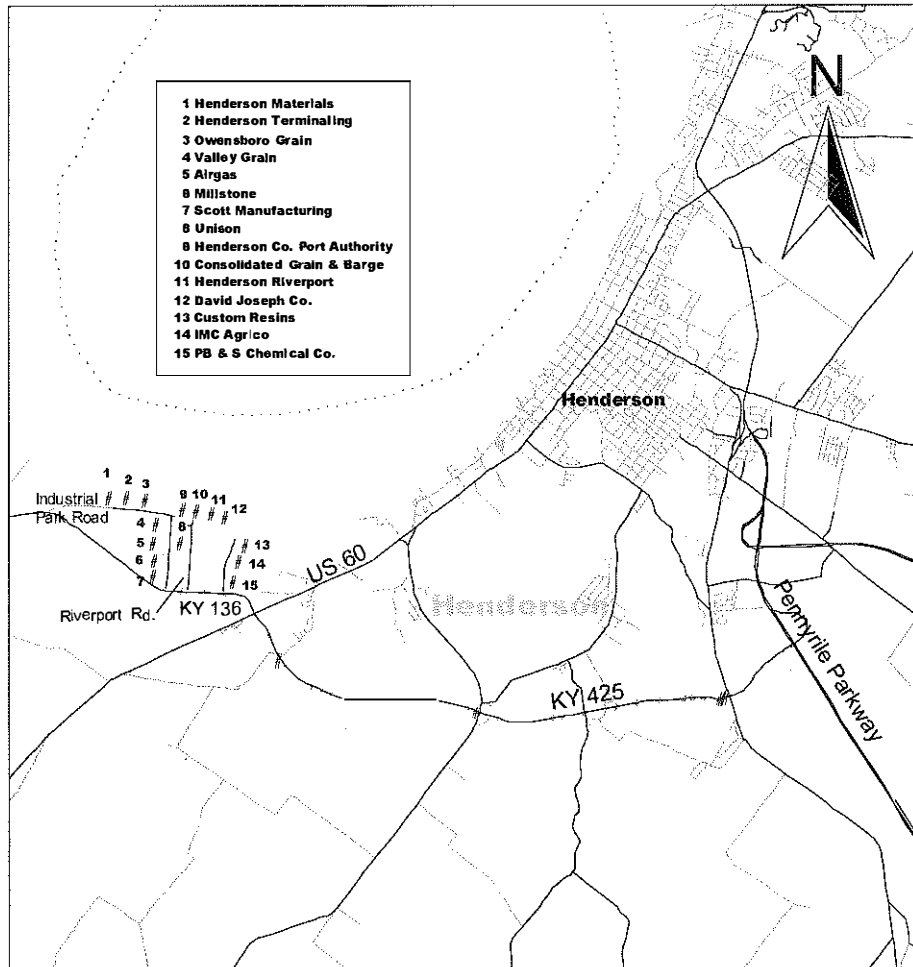 N
1 Henderson Materials
2 Henderson Terminaling
3 Owensboro Grain
4 Valley Grain
5 Airgas
6 Millstone
7 Scott Manufacturing
8 Unison
9 Henderson Co. Port Authority
10 Consolidated Grain & Barge
11 Henderson Riverport
12 David Joseph Co.
13 Custom Resins
14 IMC Agrico
15 PB & S Chemical Co.
Henderson
1 2 3
Industrial
Park Road
9 10 11
12
4
8
5
13
6
14
7
15
US 60
Riverport Rd.
KY 136
Henderson
KY 425
Pennyrile Parkway